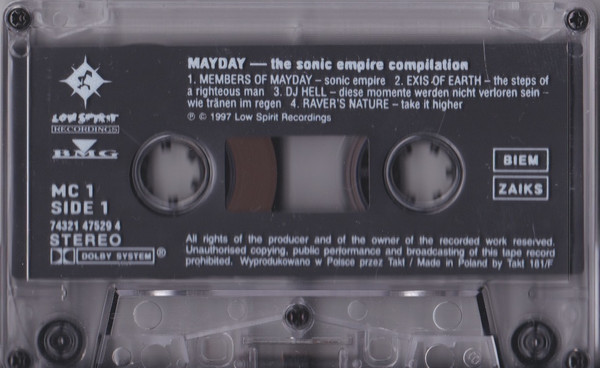 MAYDAY — the sonic empire compilation
1. MEMBERS OF MAYDAY – sonic empire 2. EXIS OF EARTH – the steps of
a righteous man 3. DJ HELL – diese momente werden nicht verloren sein –
wie tränen im regen 4. RAVER'S NATURE – take it higher
℗ © 1997 Low Spirit Recordings
LOW SPIRIT
RECORDINGS
BMG
MC 1
SIDE 1
74321 47529 4
STEREO
DOLBY SYSTEM ®
BIEM
ZAIKS
All rights of the producer and of the owner of the recorded work reserved.
Unauthorised copying, public performance and broadcasting of this tape record
prohibited. Wyprodukowano w Polsce przez Takt / Made in Poland by Takt 181/F